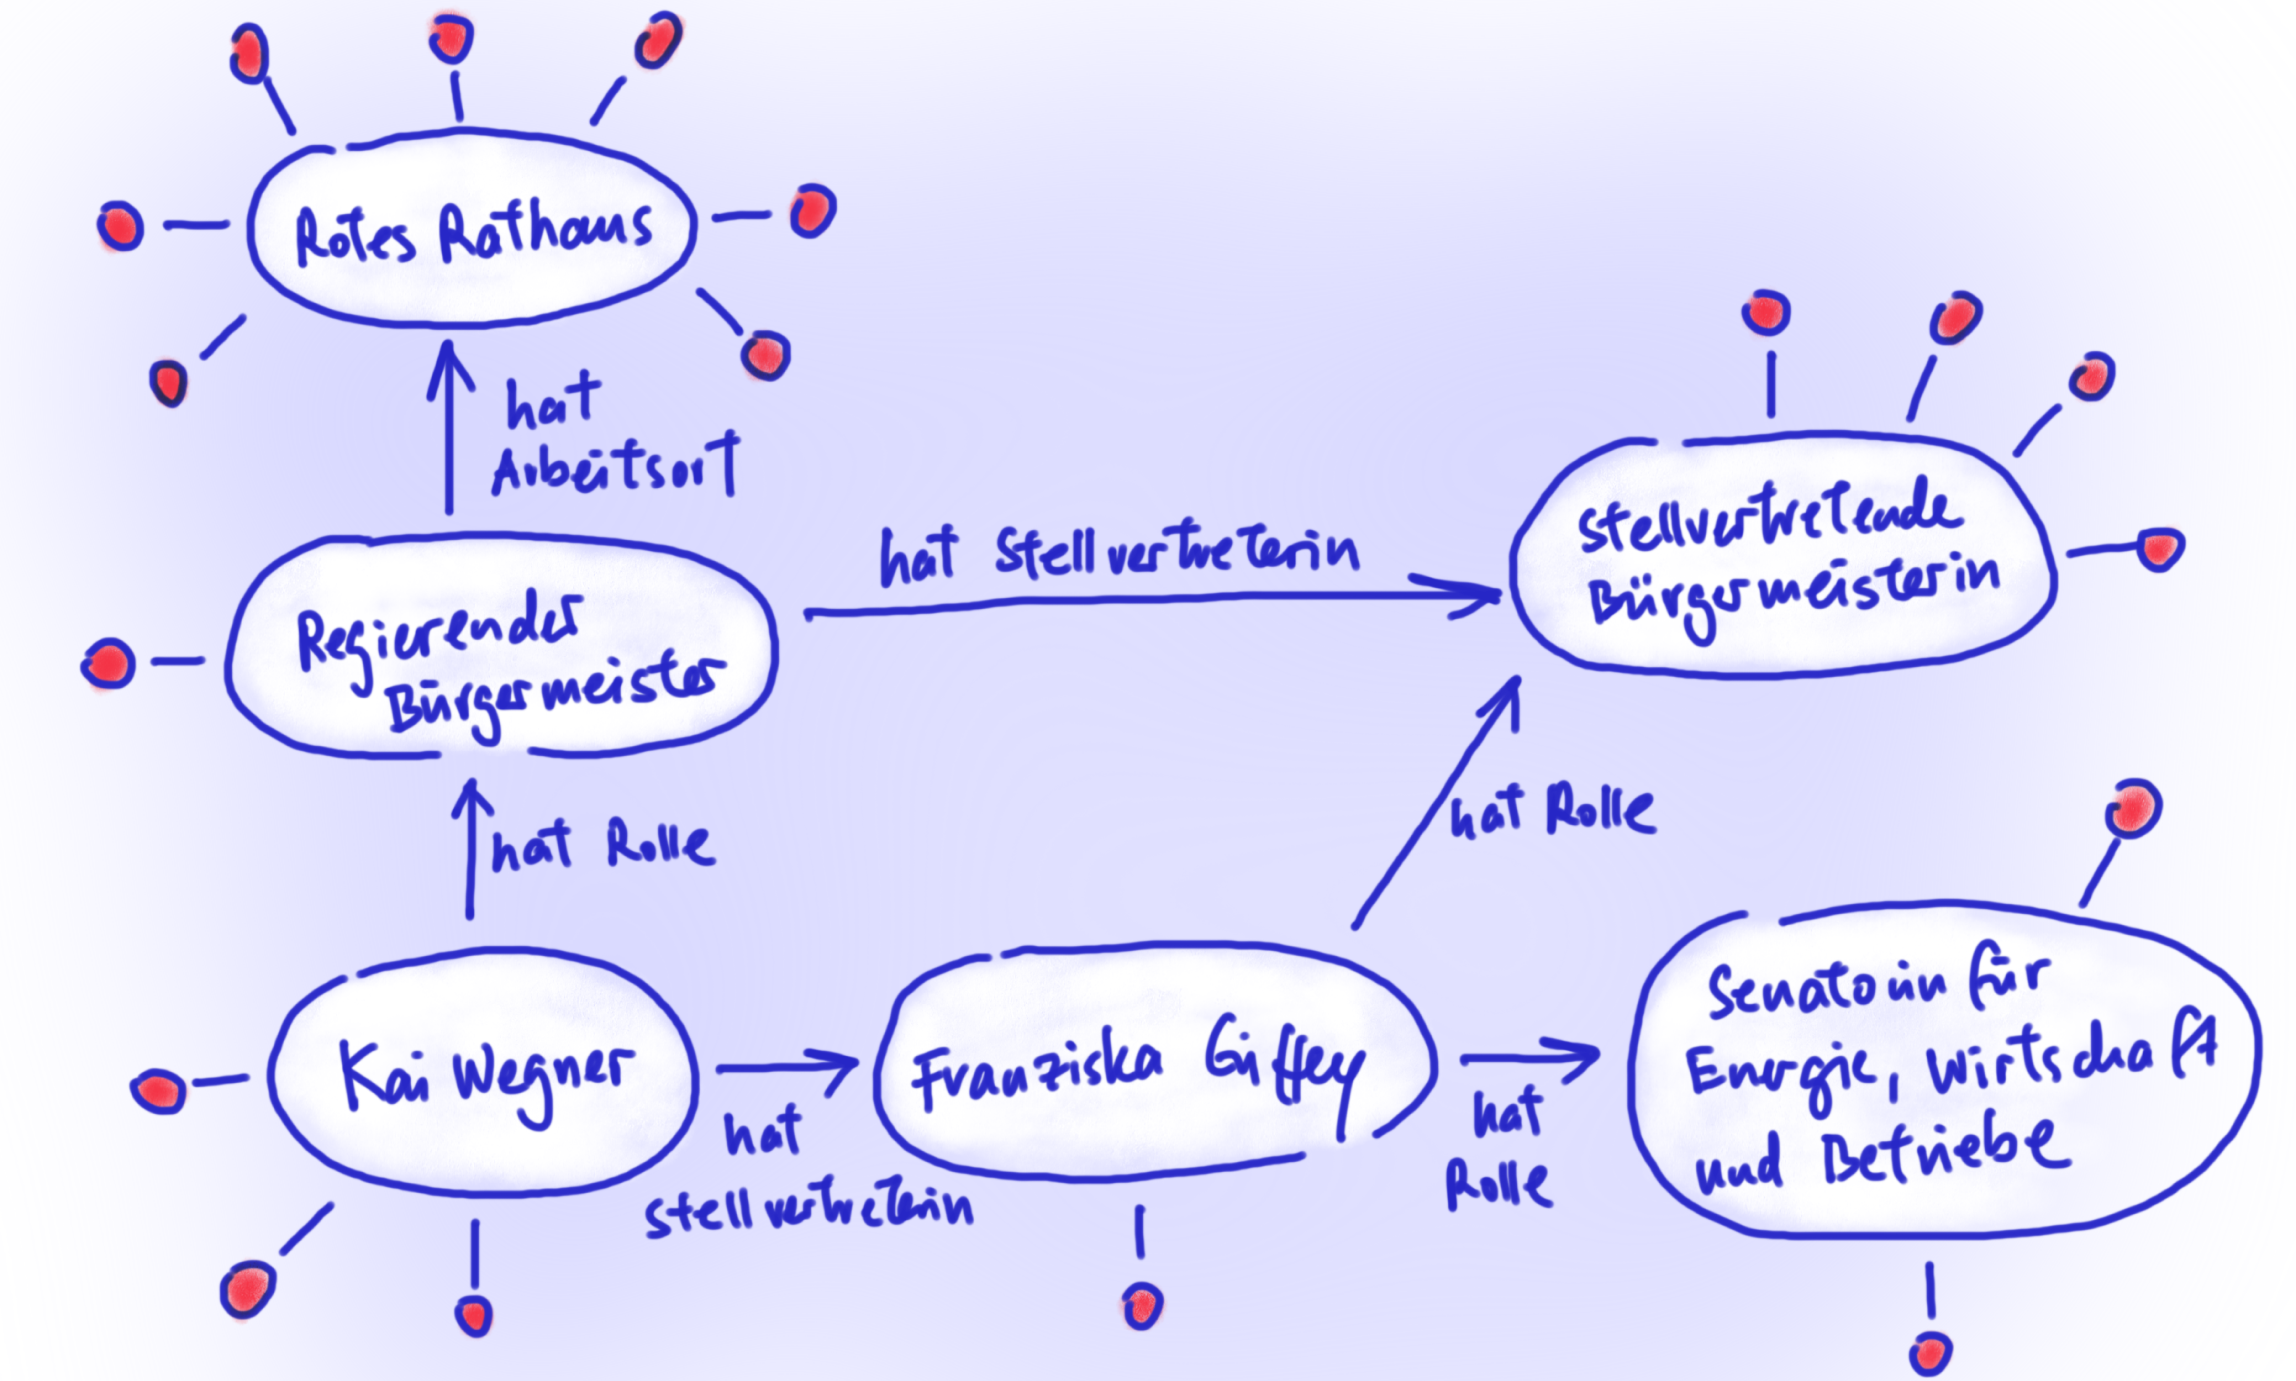 Rotes Rathaus
hat
Arbeitsort
hat Stellvertreterin
stellvertretende
Bürgermeisterin
Regierender
Bürgermeister
hat Rolle
hat Rolle
Kai Wegner
hat
stellvertreterin
Franziska Giffey
hat
Rolle
Senatorin für
Energie, Wirtschaft
und Betriebe